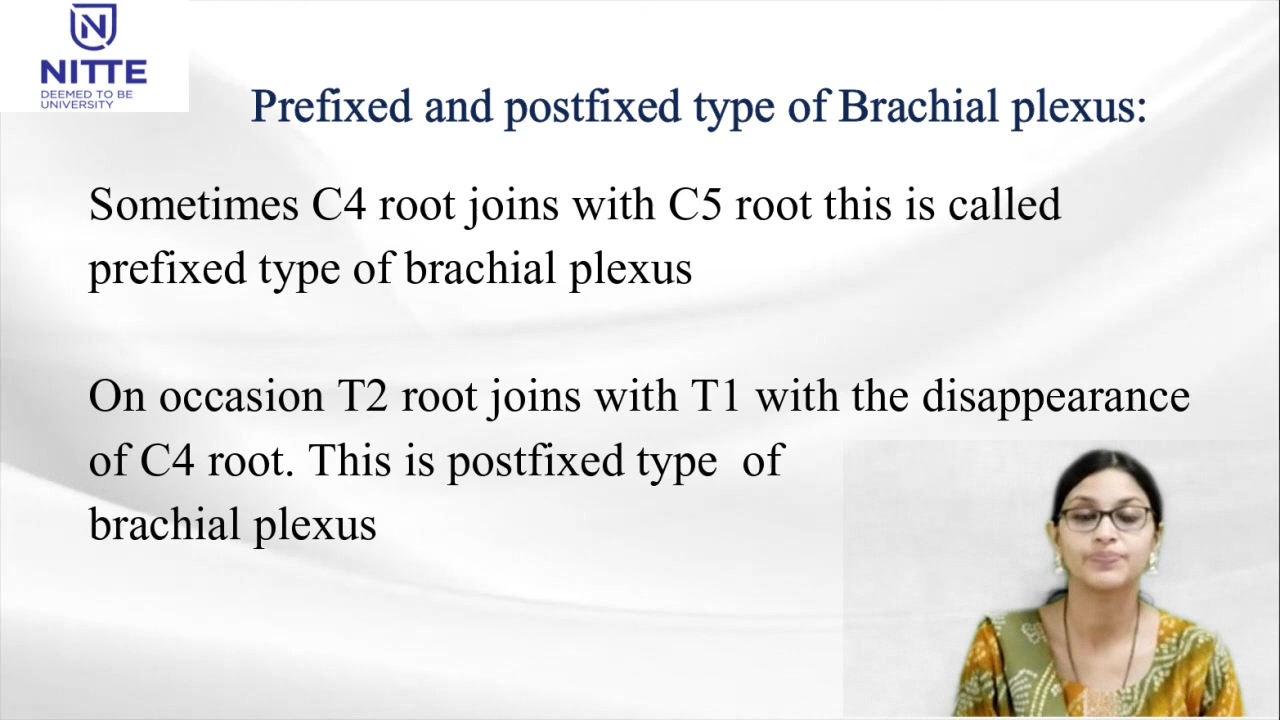 NITTE
DEEMED TO BE
UNIVERSITY
Prefixed and postfixed type of Brachial plexus:
Sometimes C4 root joins with C5 root this is called
prefixed type of brachial plexus
On occasion T2 root joins with T1 with the disappearance
of C4 root. This is postfixed type of
brachial plexus